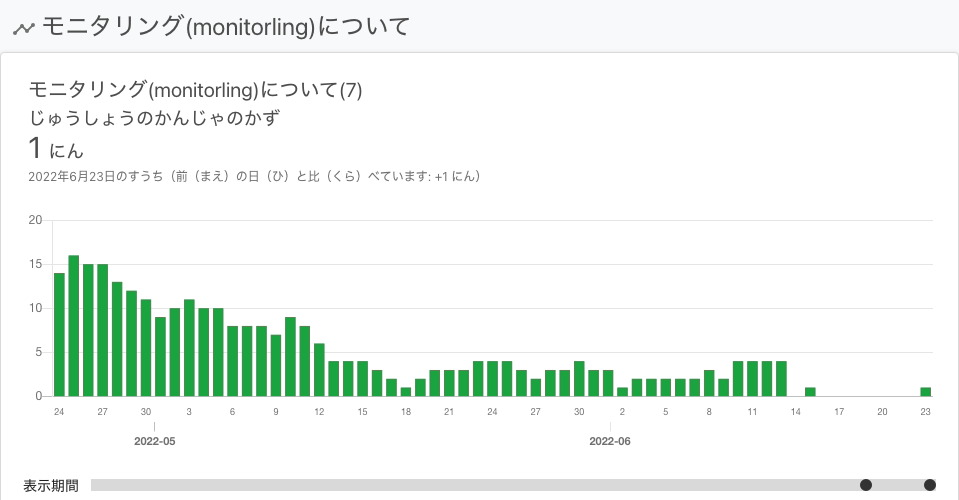 モニタリング(monitorling)について
モニタリング(monitorling)について(7)
じゅうしょうのかんじゃのかず
1 にん
2022年6月23日のすうち（前（まえ）の日（ひ）と比（くら）べています: +1 にん）
20
15
10
5
0
24 27 30 3 6 9 12 15 18 21 24 27 30 2 5 8 11 14 17 20 23
2022-05 2022-06
表示期間